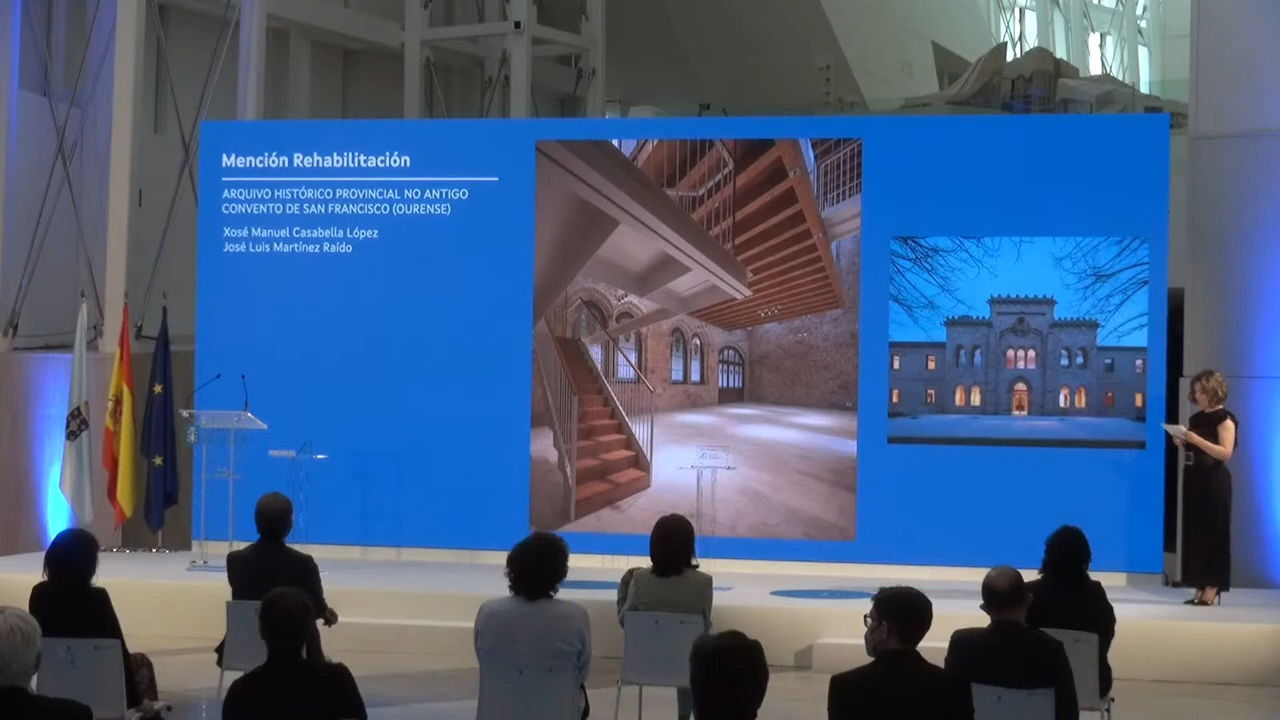 Mención Rehabilitación
ARQUIVO HISTÓRICO PROVINCIAL NO ANTIGO
CONVENTO DE SAN FRANCISCO (OURENSE)
Xosé Manuel Casabella López
José Luis Martínez Raído